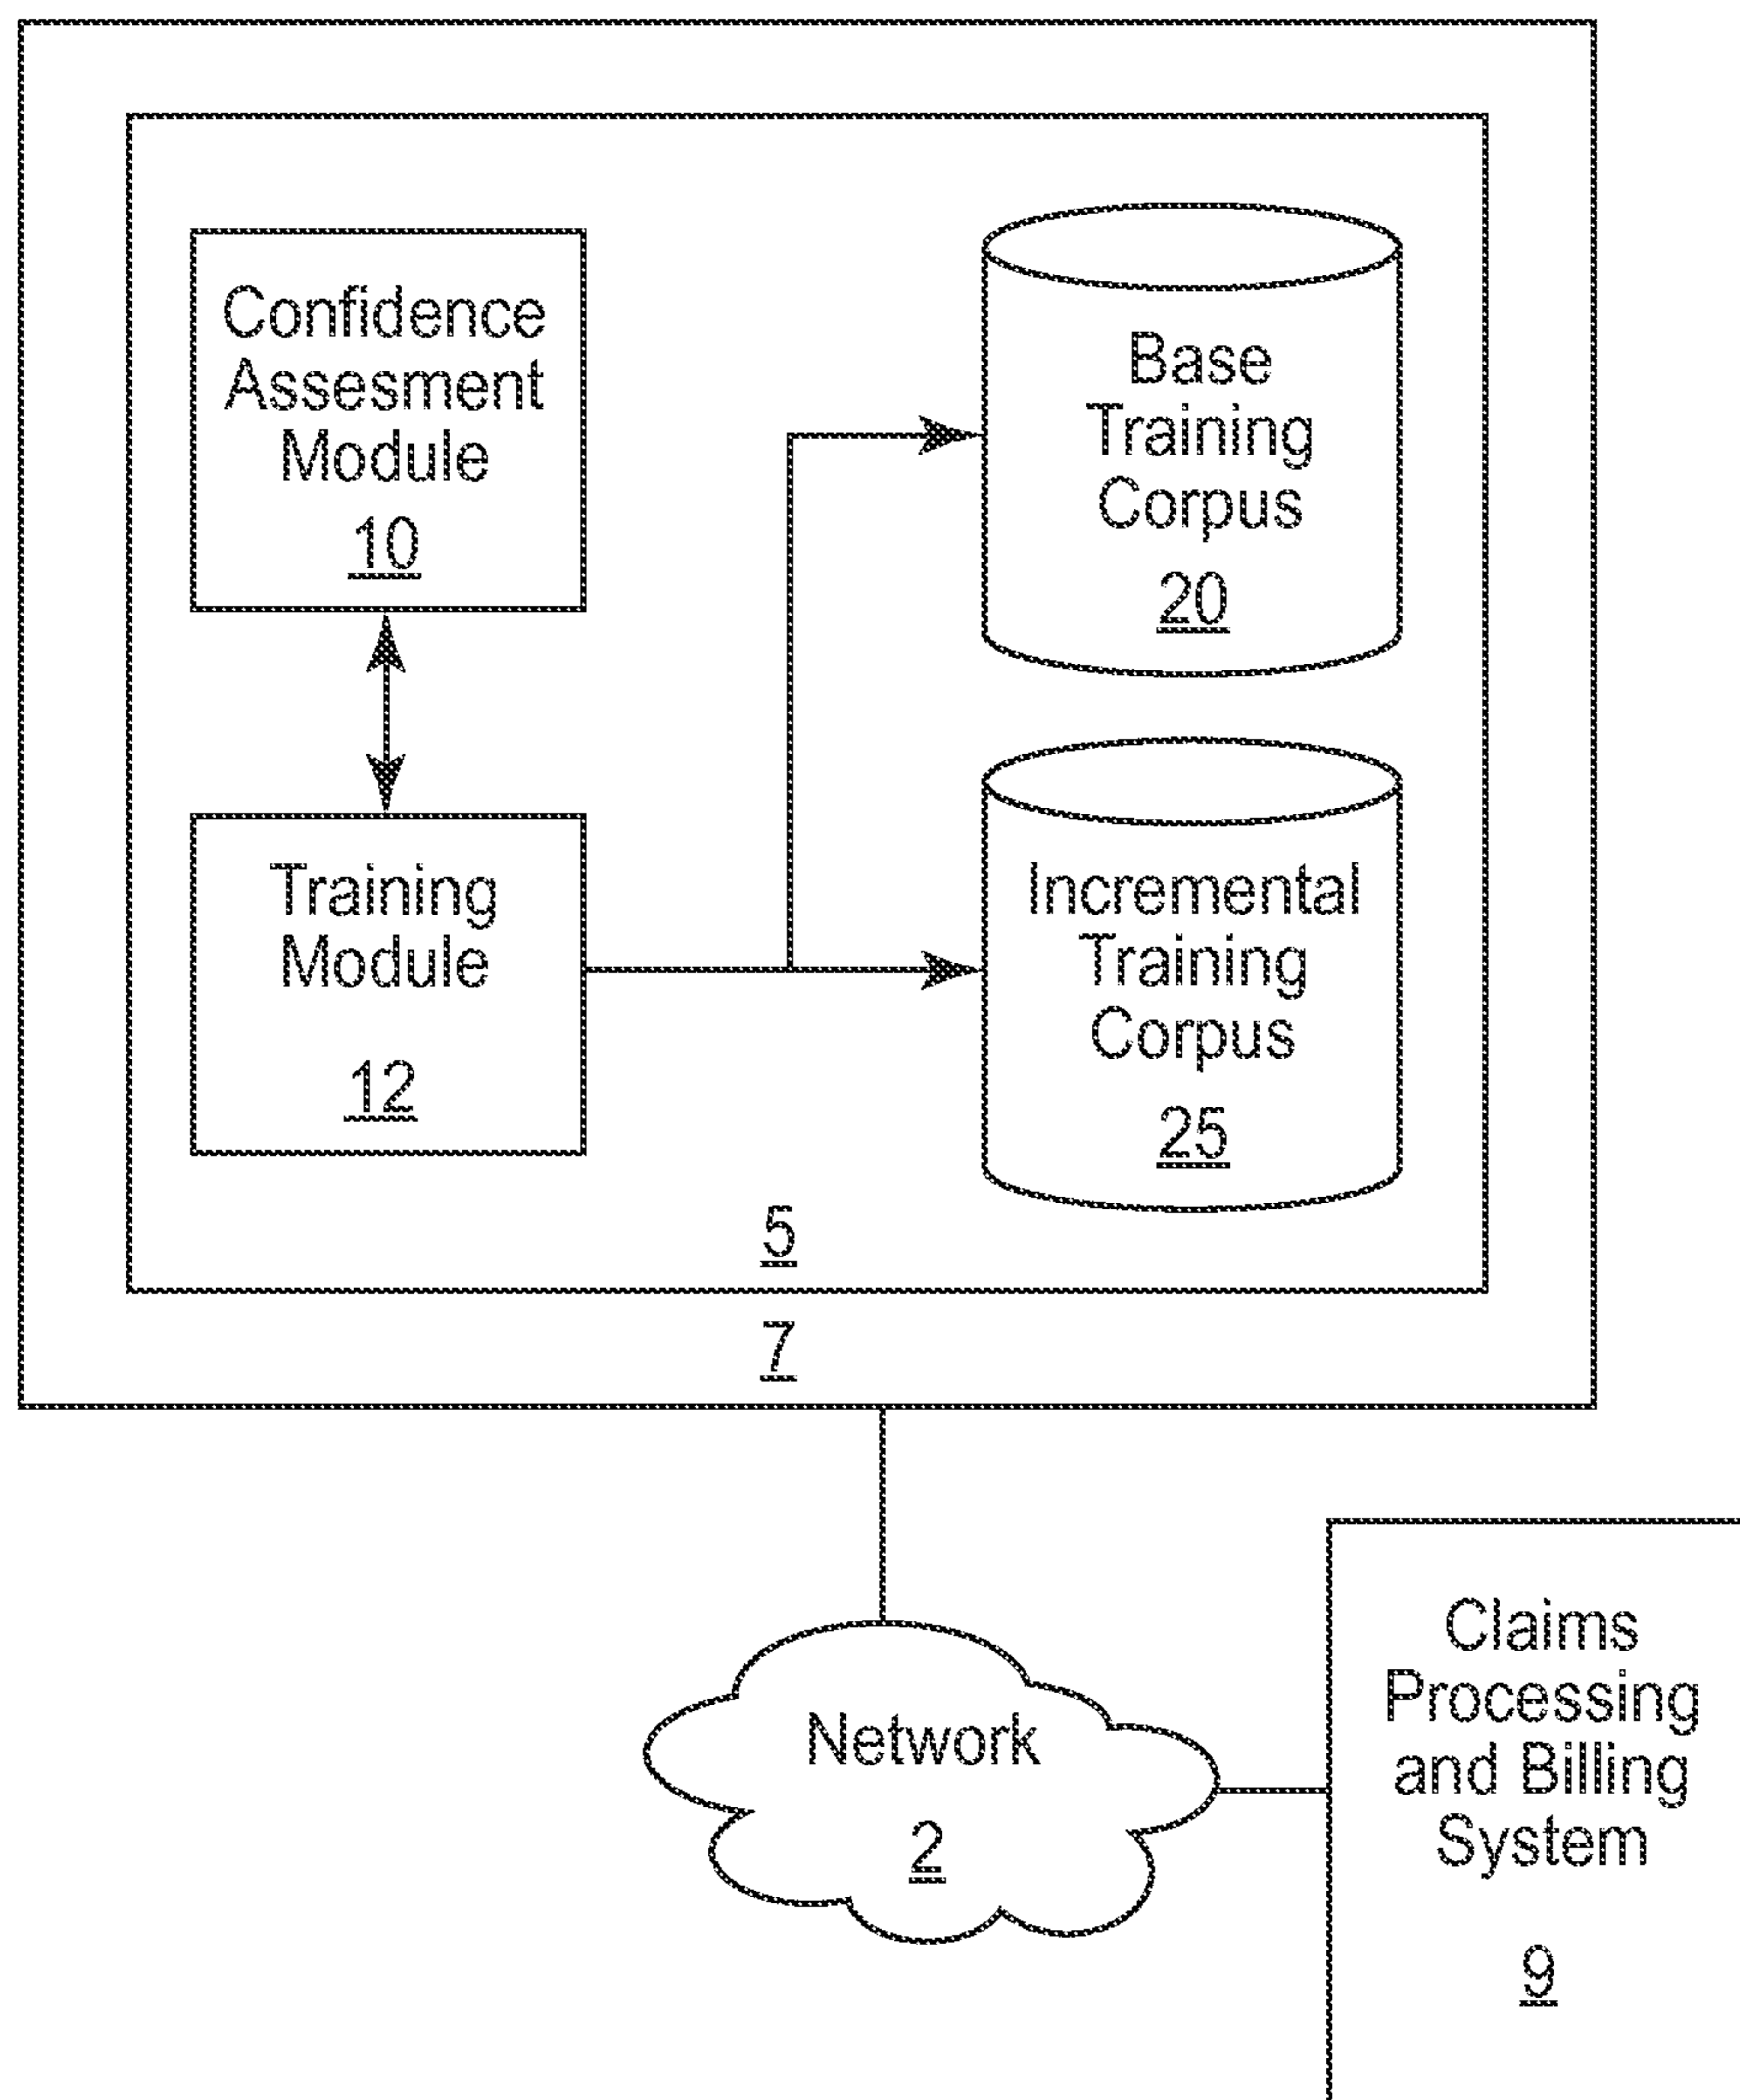 Confidence
Assesment
Module
10
Training
Module
12
Base
Training
Corpus
20
Incremental
Training
Corpus
25
5
7
Network
2
Claims
Processing
and Billing
System
9